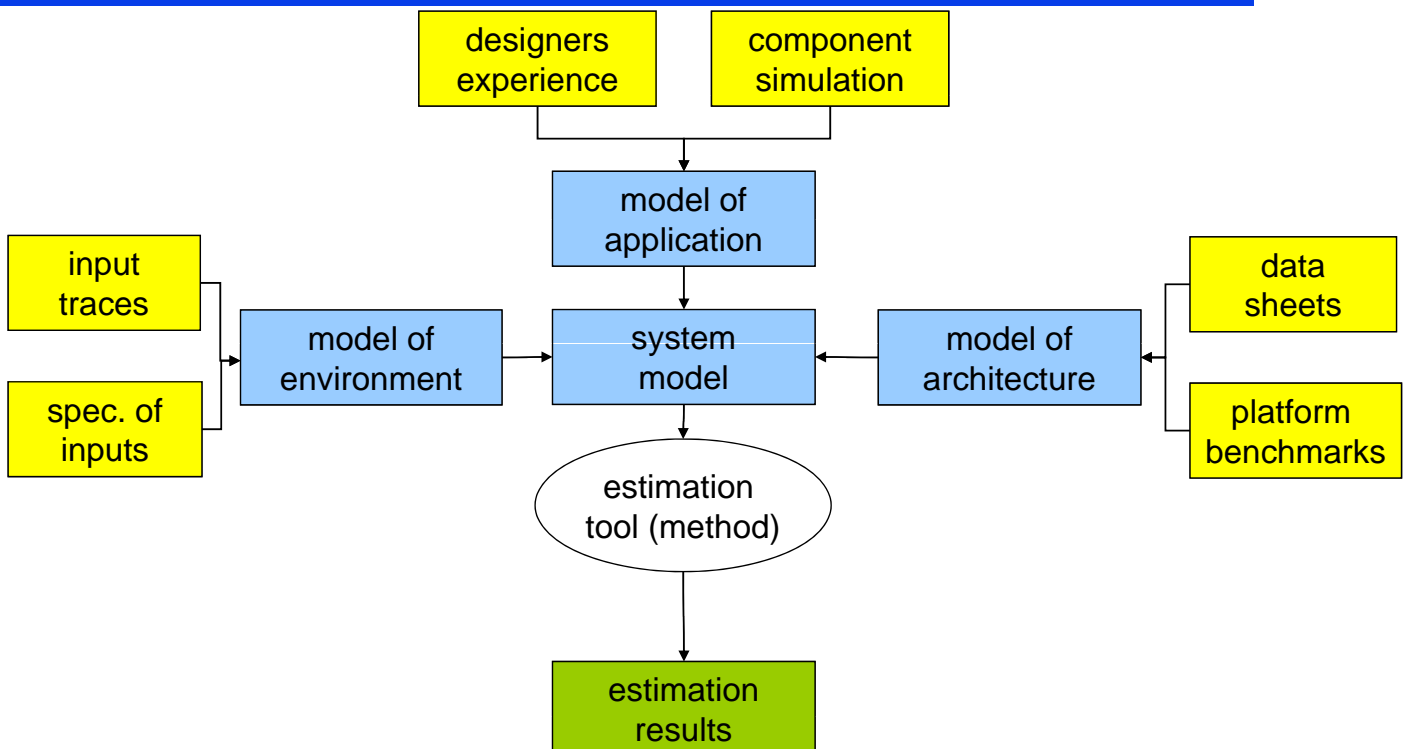 designers
experience
component
simulation
model of
application
input
traces
spec. of
inputs
model of
environment
system
model
model of
architecture
data
sheets
platform
benchmarks
estimation
tool (method)
estimation
results